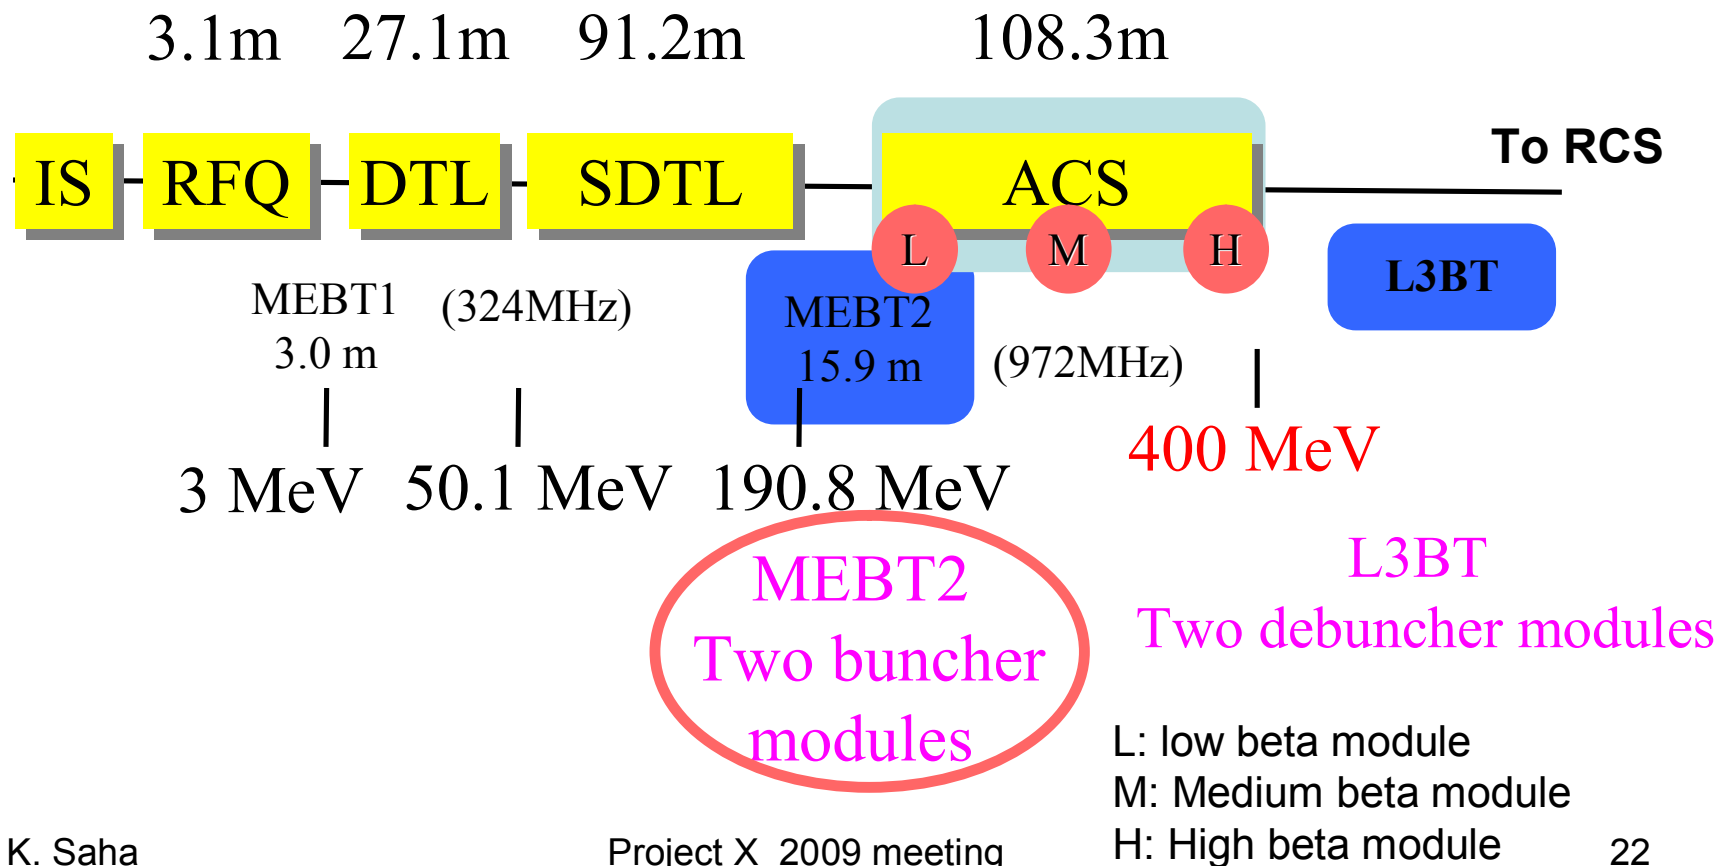 3.1m 27.1m 91.2m 108.3m
To RCS
IS RFQ DTL SDTL ACS
L M H
L3BT
MEBT1
3.0 m
(324MHz)
MEBT2
15.9 m
(972MHz)
3 MeV 50.1 MeV 190.8 MeV
400 MeV
MEBT2
Two buncher
modules
L3BT
Two debuncher modules
L: low beta module
M: Medium beta module
H: High beta module
K. Saha
Project X 2009 meeting
22